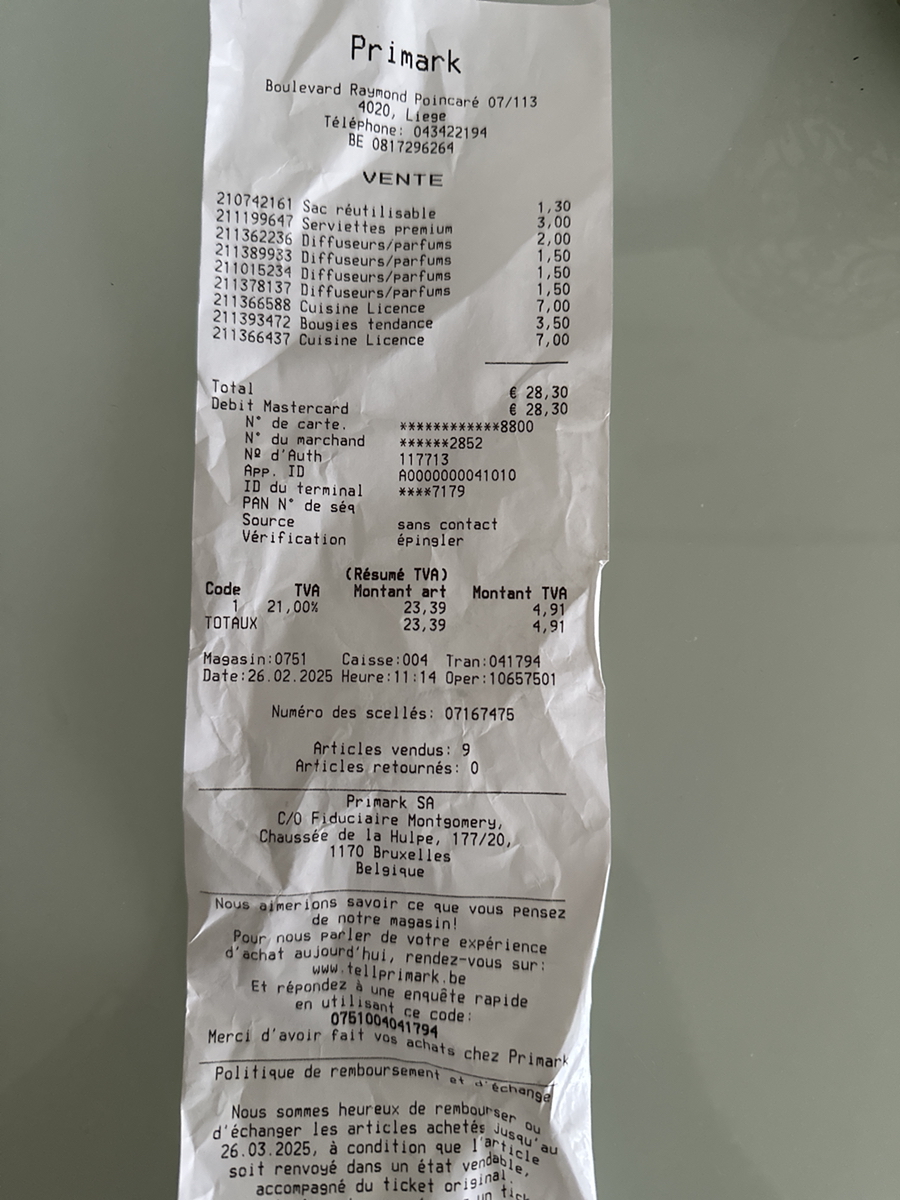 Primark
Boulevard Raymond Poincaré 07/113
4020, Liege
Téléphone: 043422194
BE 0817296264
VENTE
210742161 Sac réutilisable 1,30
211199647 Serviettes premium 3,00
211362236 Diffuseurs/parfums 2,00
211389933 Diffuseurs/parfums 1,50
211015234 Diffuseurs/parfums 1,50
211378137 Diffuseurs/parfums 1,50
211366588 Cuisine Licence 7,00
211393472 Bougies tendance 3,50
211366437 Cuisine Licence 7,00
Total € 28,30
Debit Mastercard € 28,30
N° de carte. ************8800
N° du marchand ******2852
Nº d'Auth 117713
App. ID A0000000041010
ID du terminal ****7179
PAN N° de séq
Source sans contact
Vérification épingler
(Résumé TVA)
Code TVA Montant art Montant TVA
1 21,00% 23,39 4,91
TOTAUX 23,39 4,91
Magasin:0751 Caisse:004 Tran:041794
Date:26.02.2025 Heure:11:14 Oper:10657501
Numéro des scellés: 07167475
Articles vendus: 9
Articles retournés: 0
Primark SA
C/O Fiduciaire Montgomery,
Chaussée de la Hulpe, 177/20,
1170 Bruxelles
Belgique
Nous aimerions savoir ce que vous pensez
de notre magasin!
Pour nous parler de votre expérience
d'achat aujourd'hui, rendez-vous sur:
www.tellprimark.be
Et répondez à une enquête rapide
en utilisant ce code:
0751004041794
Merci d'avoir fait vos achats chez Primark
Politique de remboursement et d'échange
Nous sommes heureux de rembourser ou
d'échanger les articles achetés jusqu'au
26.03.2025, à condition que l'article
soit renvoyé dans un état vendable,
accompagné du ticket original.